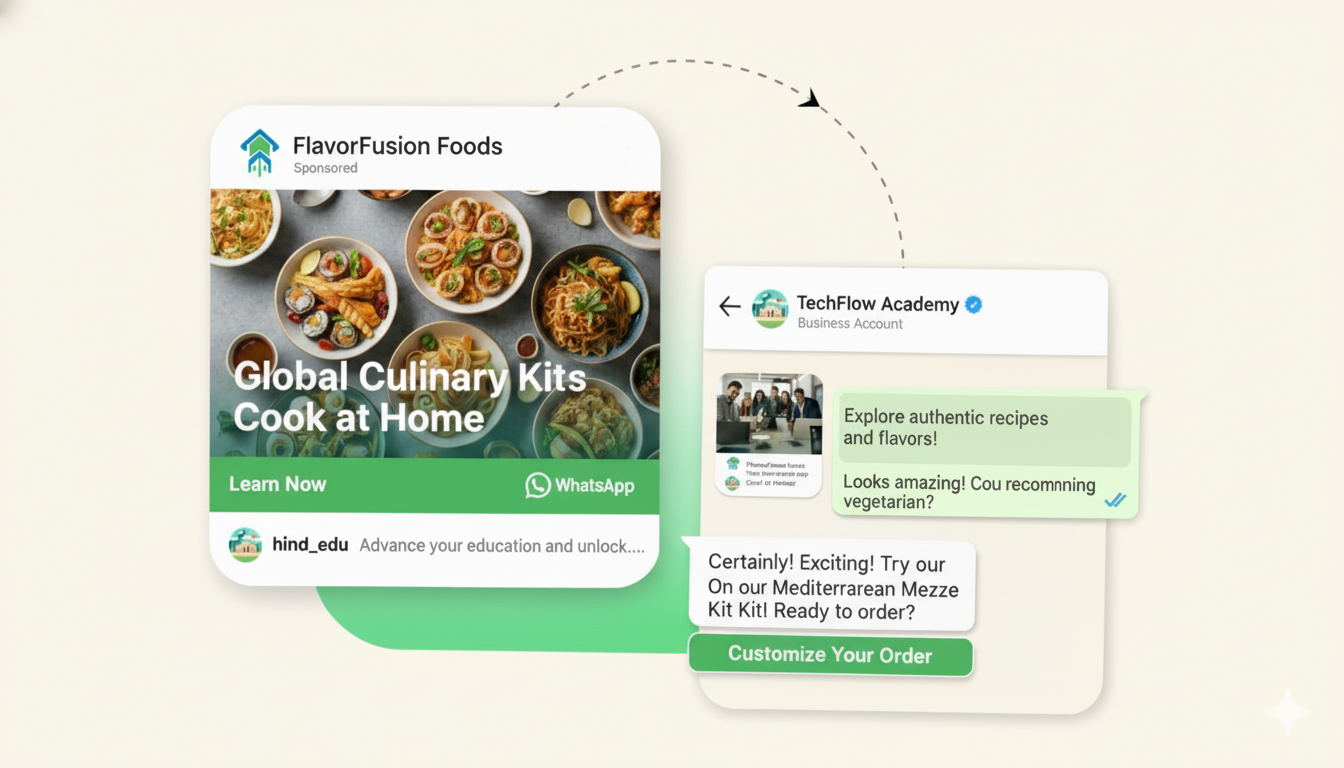 FlavorFusion Foods
Sponsored
Global Culinary Kits
Cook at Home
Learn Now
WhatsApp
hind_edu Advance your education and unlock....
TechFlow Academy
Business Account
Explore authentic recipes
and flavors!
Looks amazing! Cou recomnning
vegetarian?
Certainly! Exciting! Try our
On our Mediterrarean Mezze
Kit Kit! Ready to order?
Customize Your Order